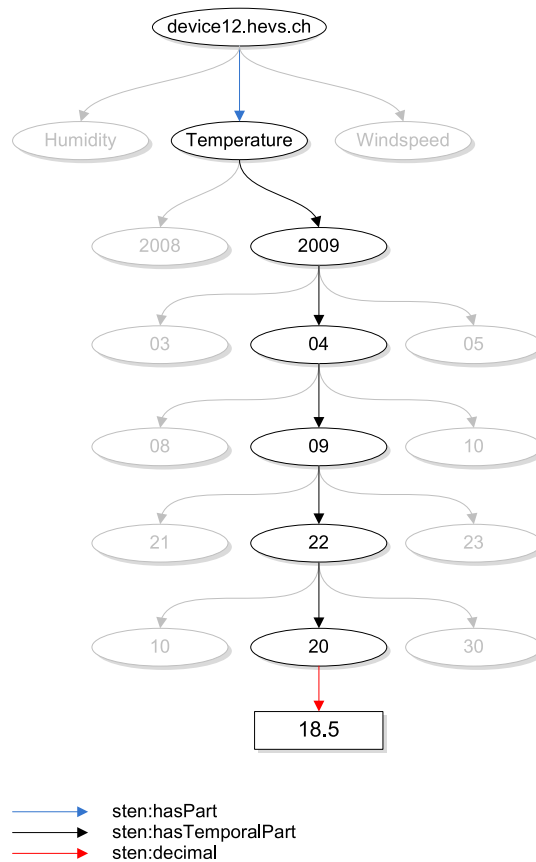 device12.hevs.ch
Humidity Temperature Windspeed
2008 2009
03 04 05
08 09 10
21 22 23
10 20 30
18.5
sten:hasPart
sten:hasTemporalPart
sten:decimal